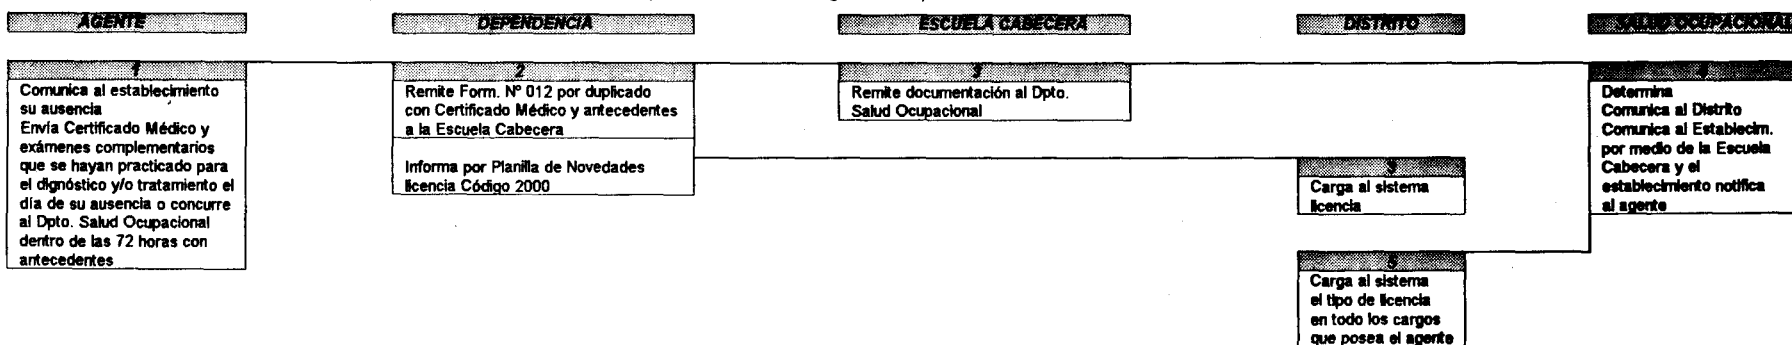 AGENTE
DEPENDENCIA
ESCUELA CABECERA
DISTRITO
SALUD OCUPACIONAL
1
Comunica al establecimiento
su ausencia
Envía Certificado Médico y
exámenes complementarios
que se hayan practicado para
el dignóstico y/o tratamiento el
día de su ausencia o concurre
al Dpto. Salud Ocupacional
dentro de las 72 horas con
antecedentes
2
Remite Form. Nº 012 por duplicado
con Certificado Médico y antecedentes
a la Escuela Cabecera
Informa por Planilla de Novedades
licencia Código 2000
3
Remite documentación al Dpto.
Salud Ocupacional
3
Carga al sistema
licencia
Determina
Comunica al Distrito
Comunica al Establecim.
por medio de la Escuela
Cabecera y el
establecimiento notifica
al agente
5
Carga al sistema
el tipo de licencia
en todo los cargos
que posea el agente